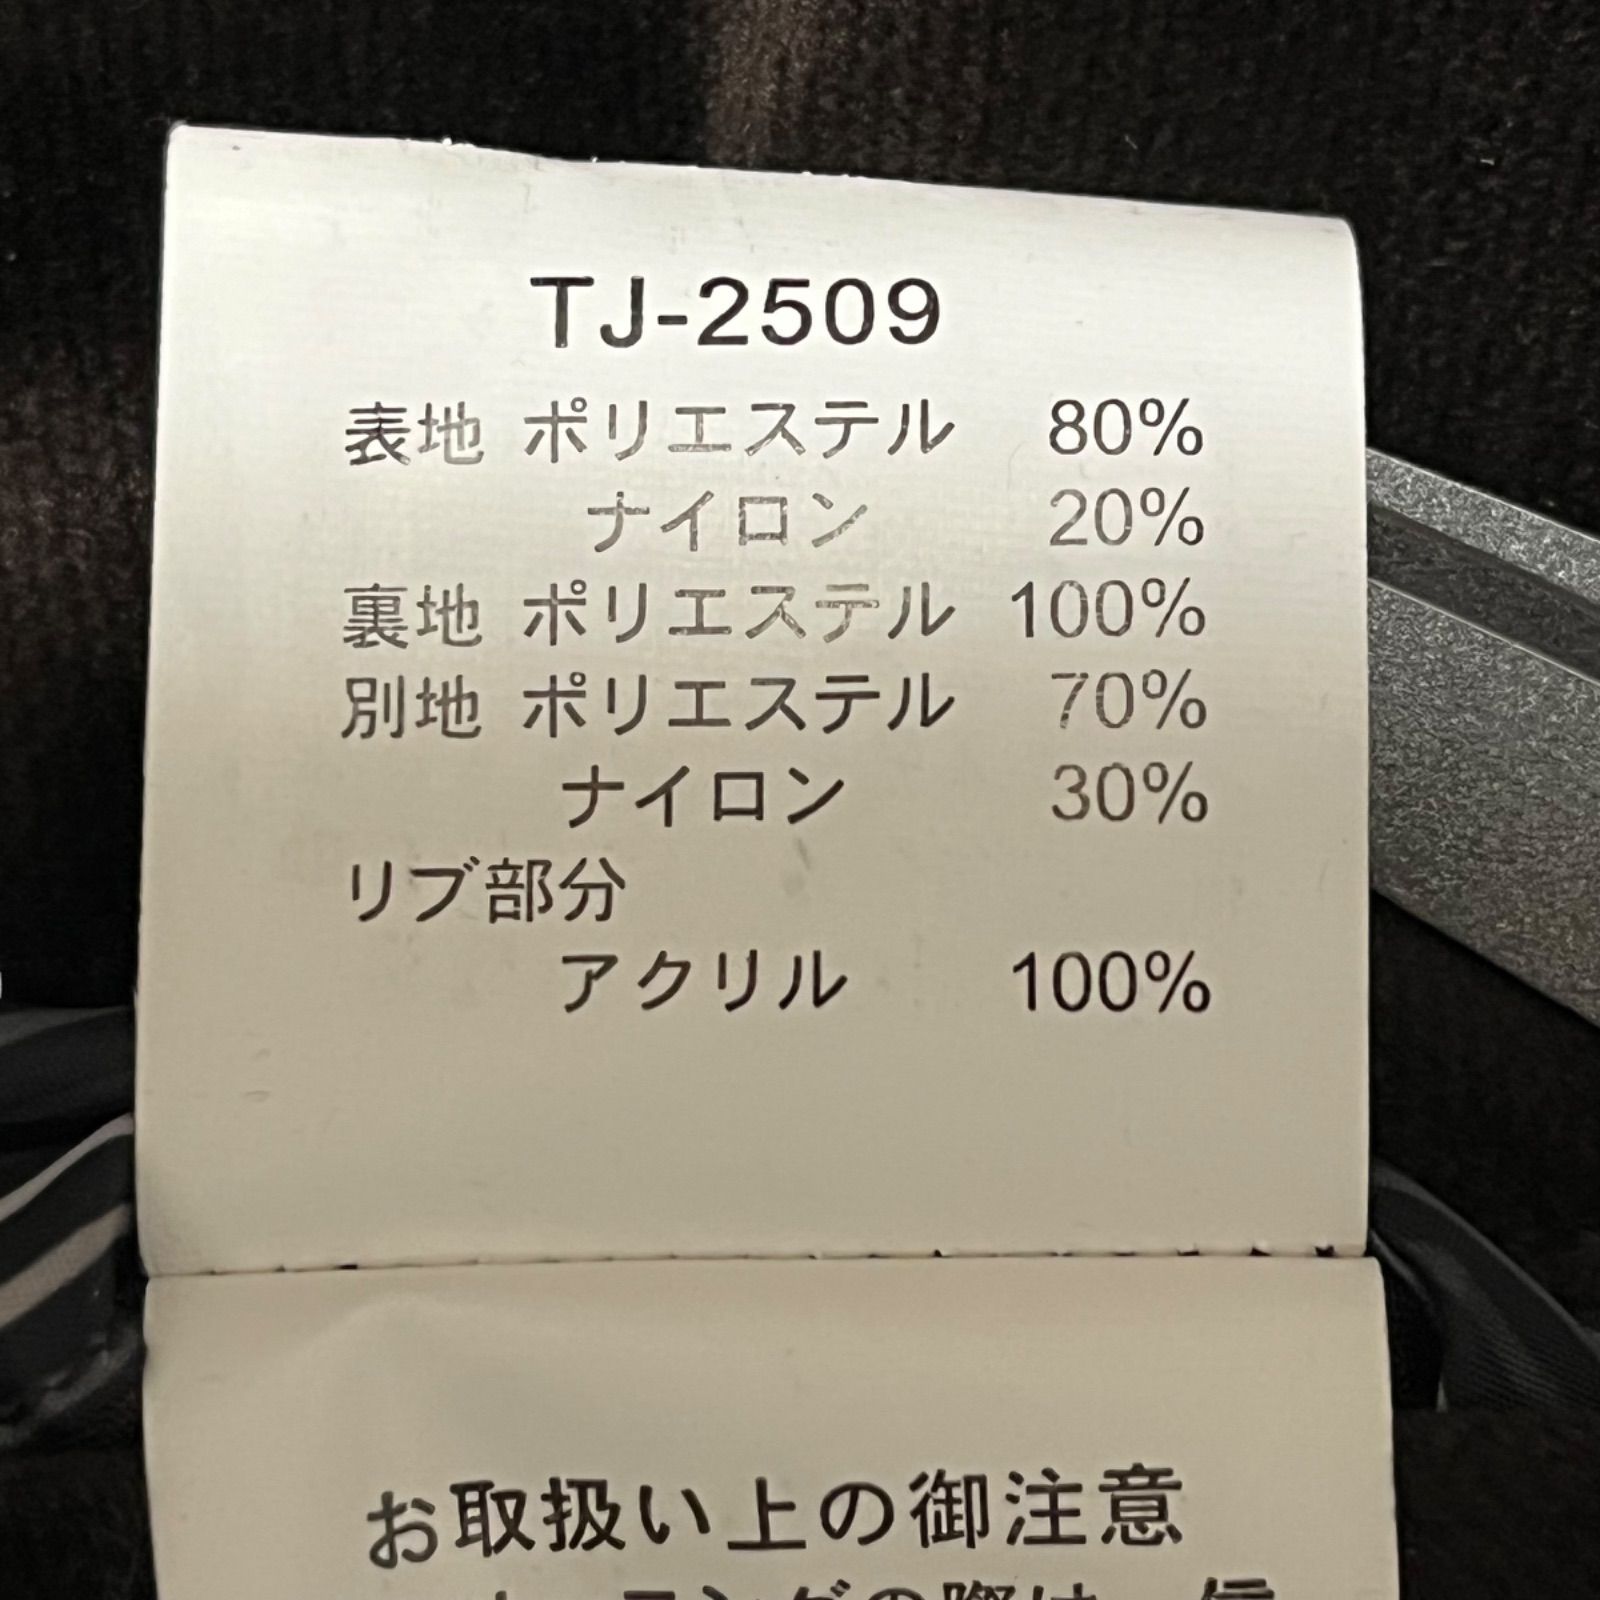 TJ-2509
表地 ポリエステル 80%
ナイロン 20%
裏地 ポリエステル 100%
別地 ポリエステル 70%
ナイロン 30%
リブ部分
アクリル 100%
お取扱い上の御注意